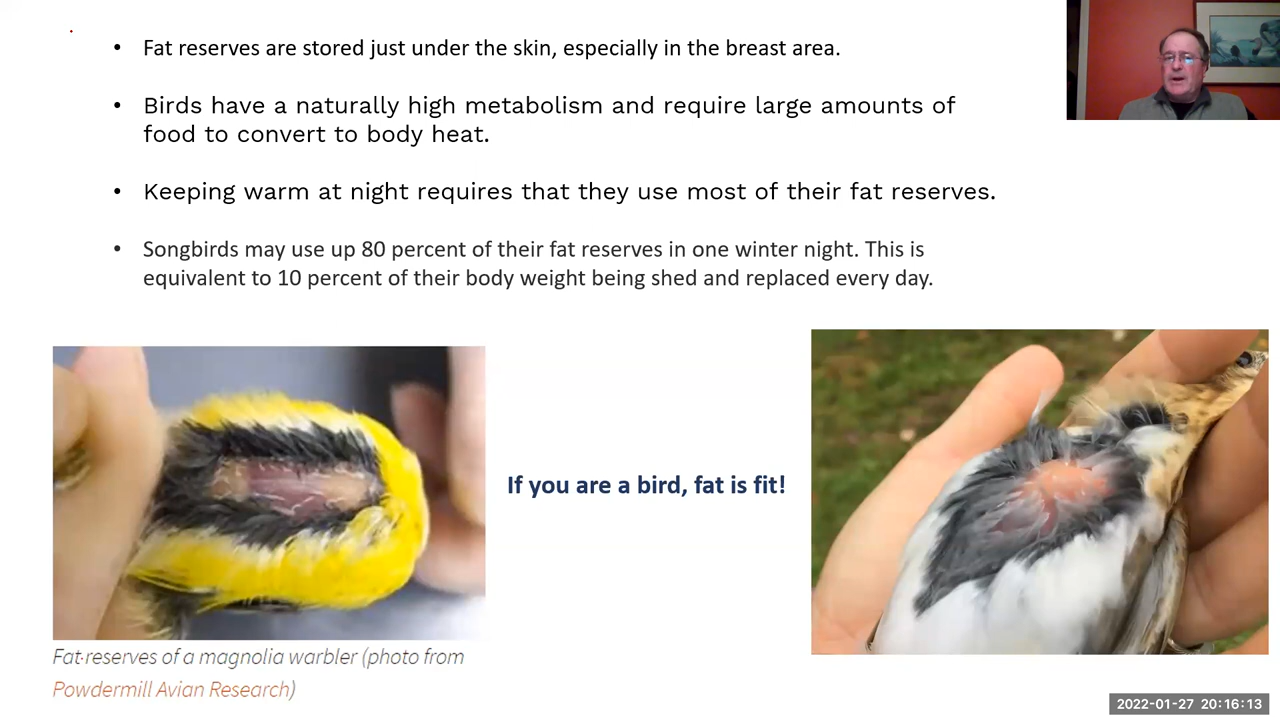 • Fat reserves are stored just under the skin, especially in the breast area.
• Birds have a naturally high metabolism and require large amounts of
food to convert to body heat.
• Keeping warm at night requires that they use most of their fat reserves.
• Songbirds may use up 80 percent of their fat reserves in one winter night. This is
equivalent to 10 percent of their body weight being shed and replaced every day.
If you are a bird, fat is fit!
Fat reserves of a magnolia warbler (photo from
Powdermill Avian Research)
2022-01-27 20:16:13